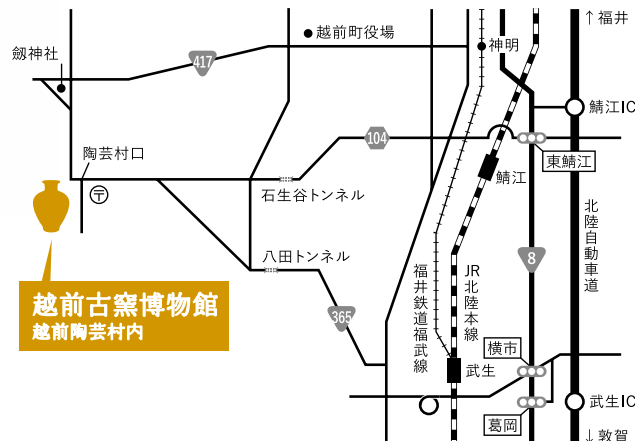 ↑福井
越前町役場
神明
劔神社
417
鯖江IC
104
東鯖江
陶芸村口
鯖江
〒
石生谷トンネル
北陸自動車道
八田トンネル
8
福井鉄道福武線
JR北陸本線
越前古窯博物館
越前陶芸村内
365
横市
武生
武生IC
葛岡
↓敦賀